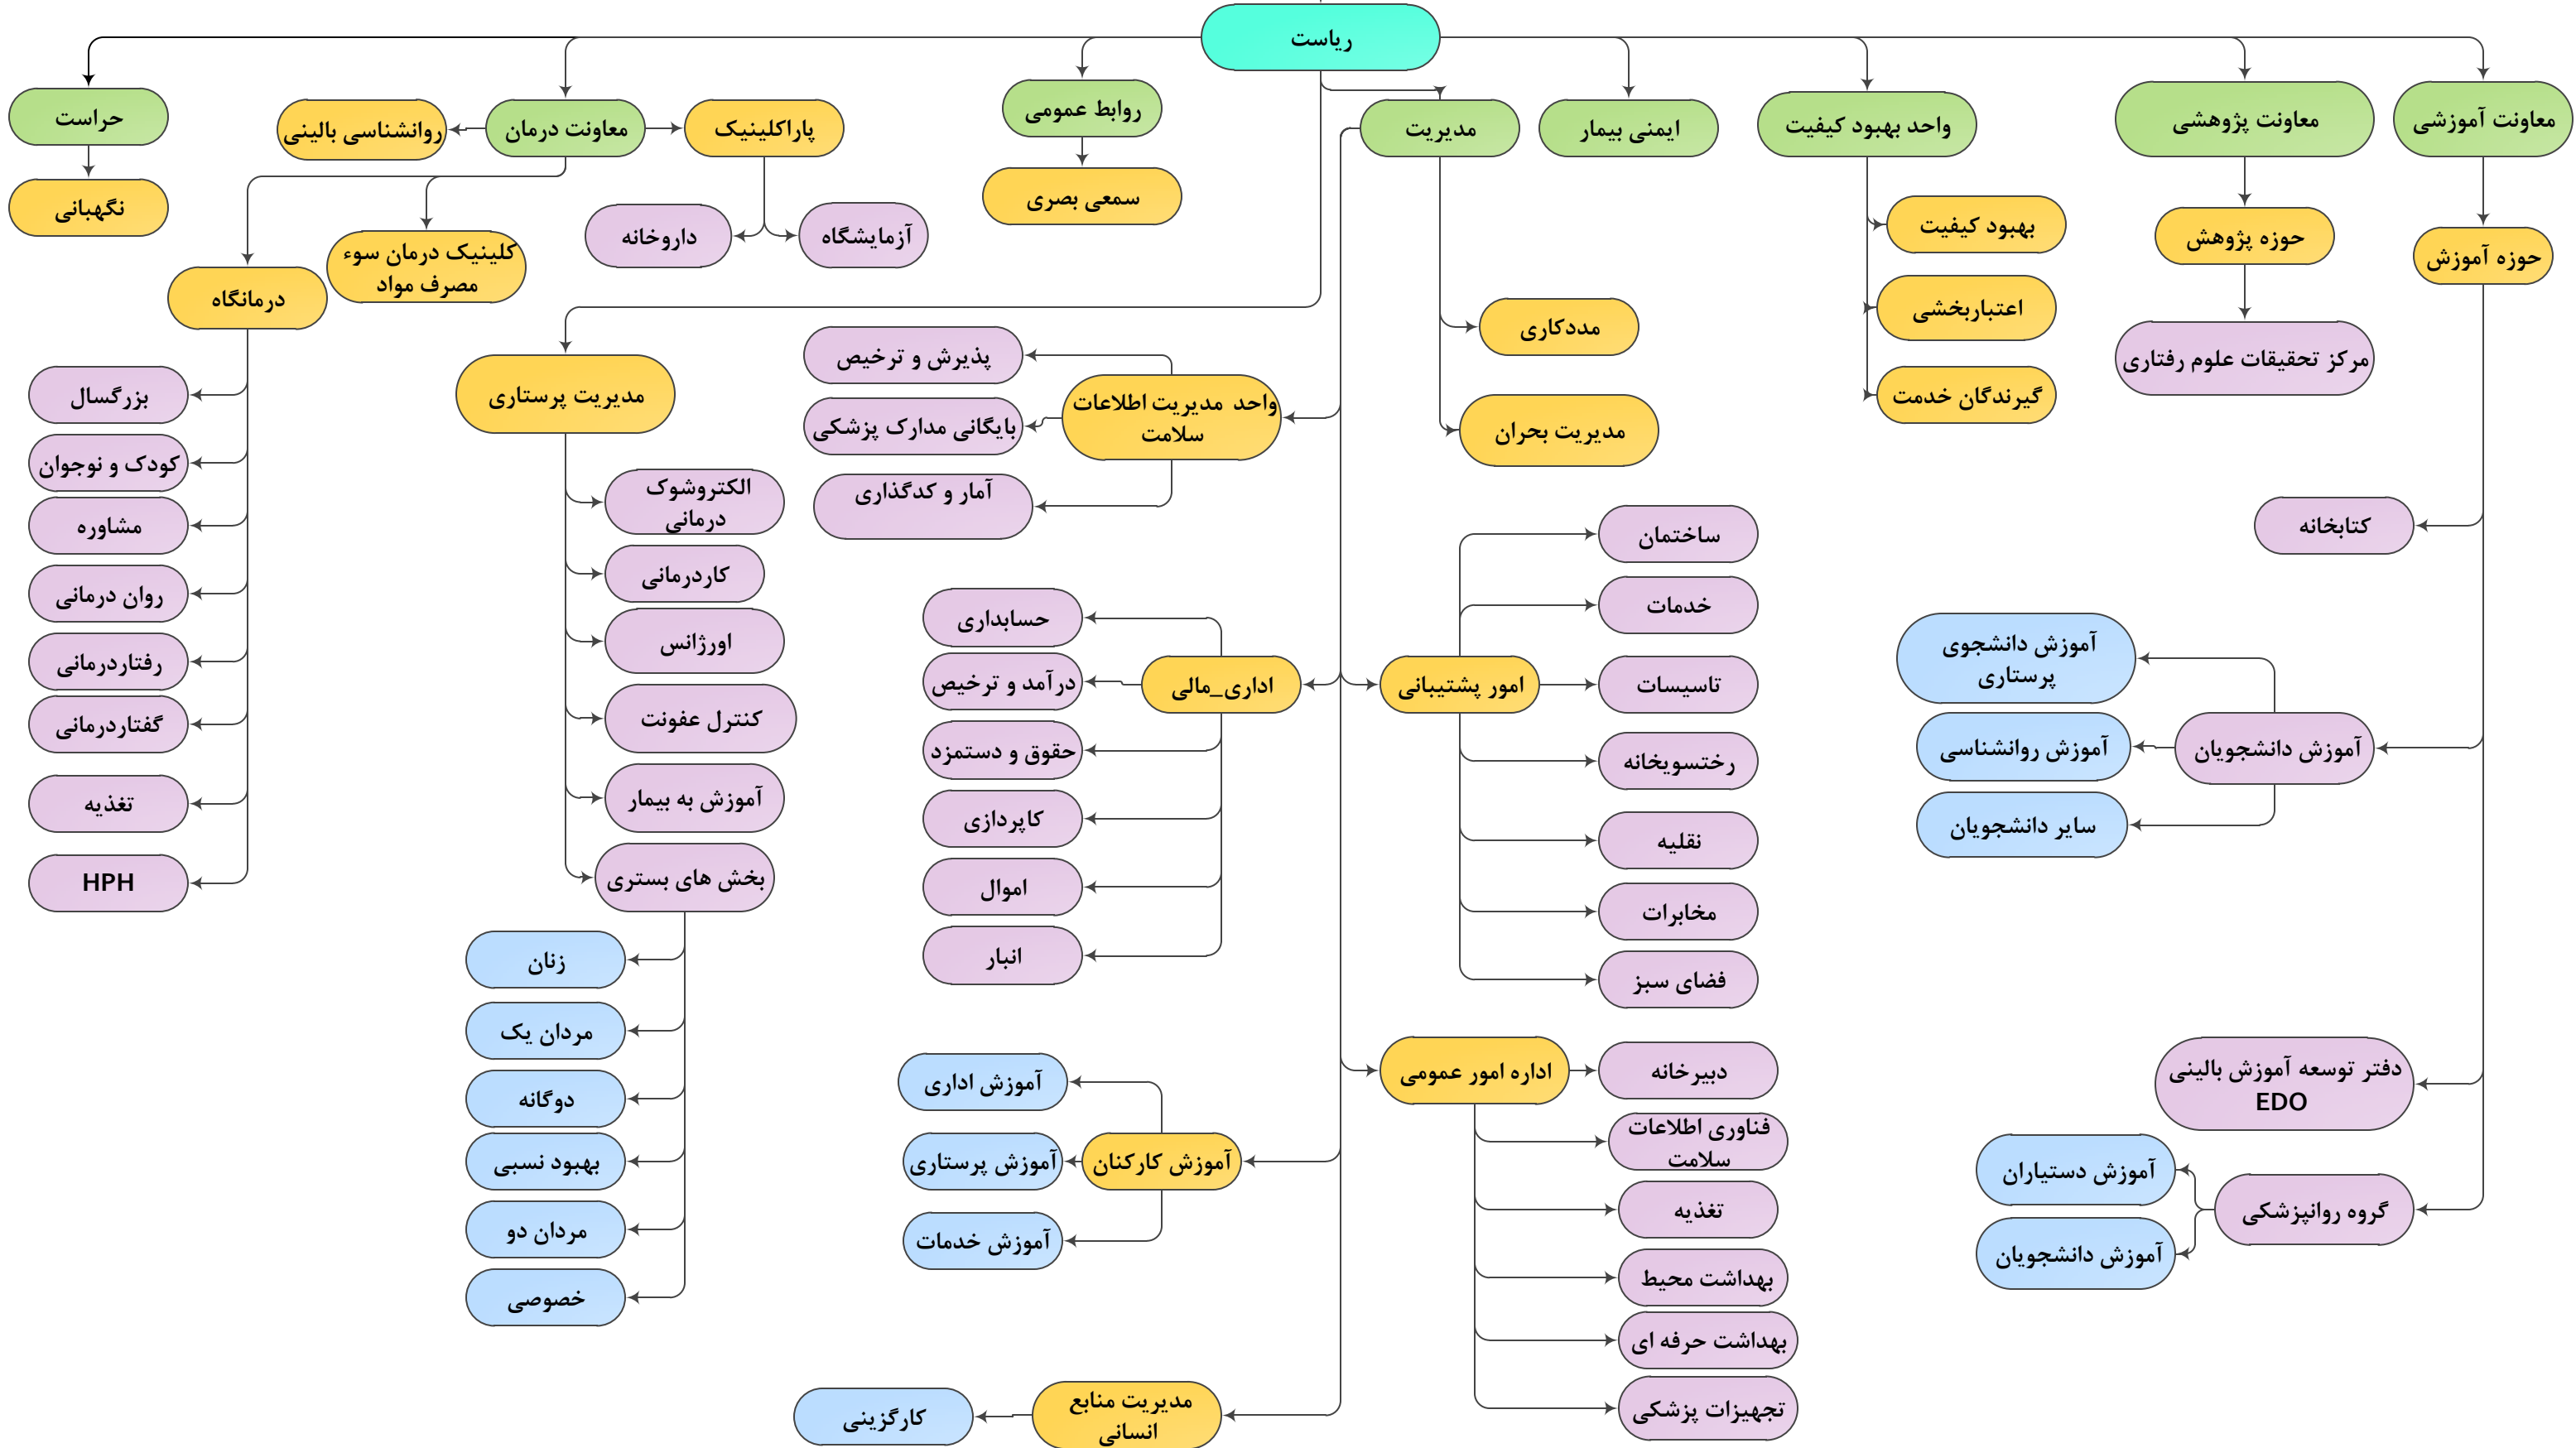 ریاست
معاونت آموزشی
معاونت پژوهشی
واحد بهبود کیفیت
ایمنی بیمار
مدیریت
روابط عمومی
پاراکلینیک
معاونت درمان
روانشناسی بالینی
حراست
نگهبانی
سمعی بصری
آزمایشگاه
داروخانه
کلینیک درمان سوء
مصرف مواد
درمانگاه
بزرگسال
کودک و نوجوان
مشاوره
روان درمانی
رفتاردرمانی
گفتاردرمانی
تغذیه
HPH
مدیریت پرستاری
الکتروشوک
درمانی
کاردرمانی
اورژانس
کنترل عفونت
آموزش به بیمار
بخش های بستری
زنان
مردان یک
دوگانه
بهبود نسبی
مردان دو
خصوصی
مددکاری
مدیریت بحران
واحد مدیریت اطلاعات
سلامت
پذیرش و ترخیص
بایگانی مدارک پزشکی
آمار و کدگذاری
اداری_مالی
حسابداری
درآمد و ترخیص
حقوق و دستمزد
کاپردازی
اموال
انبار
امور پشتیبانی
ساختمان
خدمات
تاسیسات
رختسویخانه
نقلیه
مخابرات
فضای سبز
اداره امور عمومی
دبیرخانه
فناوری اطلاعات
سلامت
تغذیه
بهداشت محیط
بهداشت حرفه ای
تجهیزات پزشکی
آموزش کارکنان
آموزش اداری
آموزش پرستاری
آموزش خدمات
مدیریت منابع
انسانی
کارگزینی
بهبود کیفیت
اعتباربخشی
گیرندگان خدمت
حوزه پژوهش
مرکز تحقیقات علوم رفتاری
حوزه آموزش
کتابخانه
آموزش دانشجویان
آموزش دانشجوی
پرستاری
آموزش روانشناسی
سایر دانشجویان
دفتر توسعه آموزش بالینی
EDO
گروه روانپزشکی
آموزش دستیاران
آموزش دانشجویان